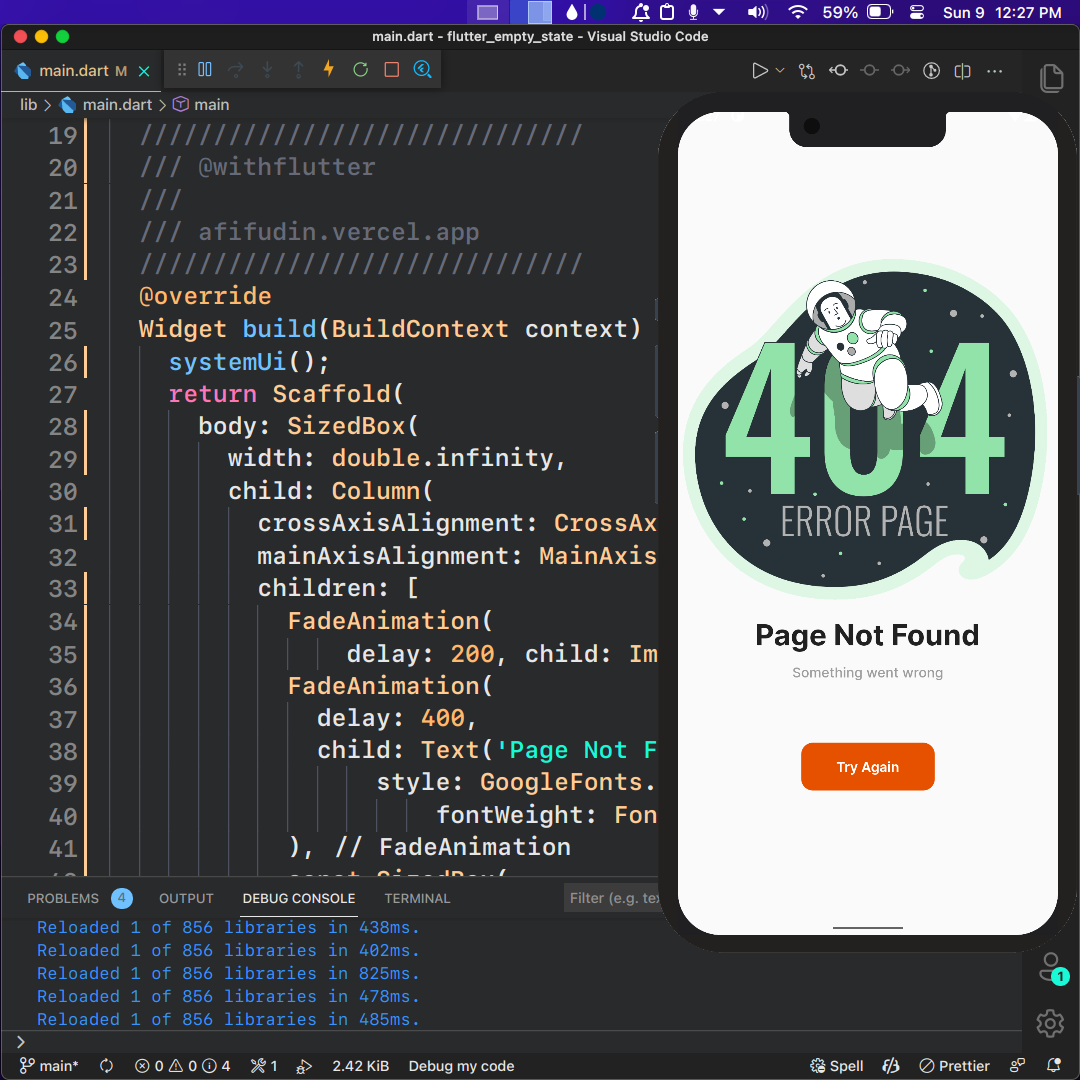 59%
Sun 9 12:27 PM
main.dart - flutter_empty_state - Visual Studio Code
main.dart M
lib > main.dart > main
19 //////////////////////////////
20 /// @withflutter
21 ///
22 /// afifudin.vercel.app
23 //////////////////////////////
24 @override
25 Widget build(BuildContext context)
26 systemUi();
27 return Scaffold(
28 body: SizedBox(
29 width: double.infinity,
30 child: Column(
31 crossAxisAlignment: CrossAx
32 mainAxisAlignment: MainAxis
33 children: [
34 FadeAnimation(
35 delay: 200, child: Im
36 FadeAnimation(
37 delay: 400,
38 child: Text('Page Not F
39 style: GoogleFonts.
40 fontWeight: Fon
41 ), // FadeAnimation
404
ERROR PAGE
Page Not Found
Something went wrong
Try Again
PROBLEMS 4 OUTPUT DEBUG CONSOLE TERMINAL Filter (e.g. te
Reloaded 1 of 856 libraries in 438ms.
Reloaded 1 of 856 libraries in 402ms.
Reloaded 1 of 856 libraries in 825ms.
Reloaded 1 of 856 libraries in 478ms.
Reloaded 1 of 856 libraries in 485ms.
1
>
main* 0 0 4 1 2.42 KiB Debug my code Spell Prettier